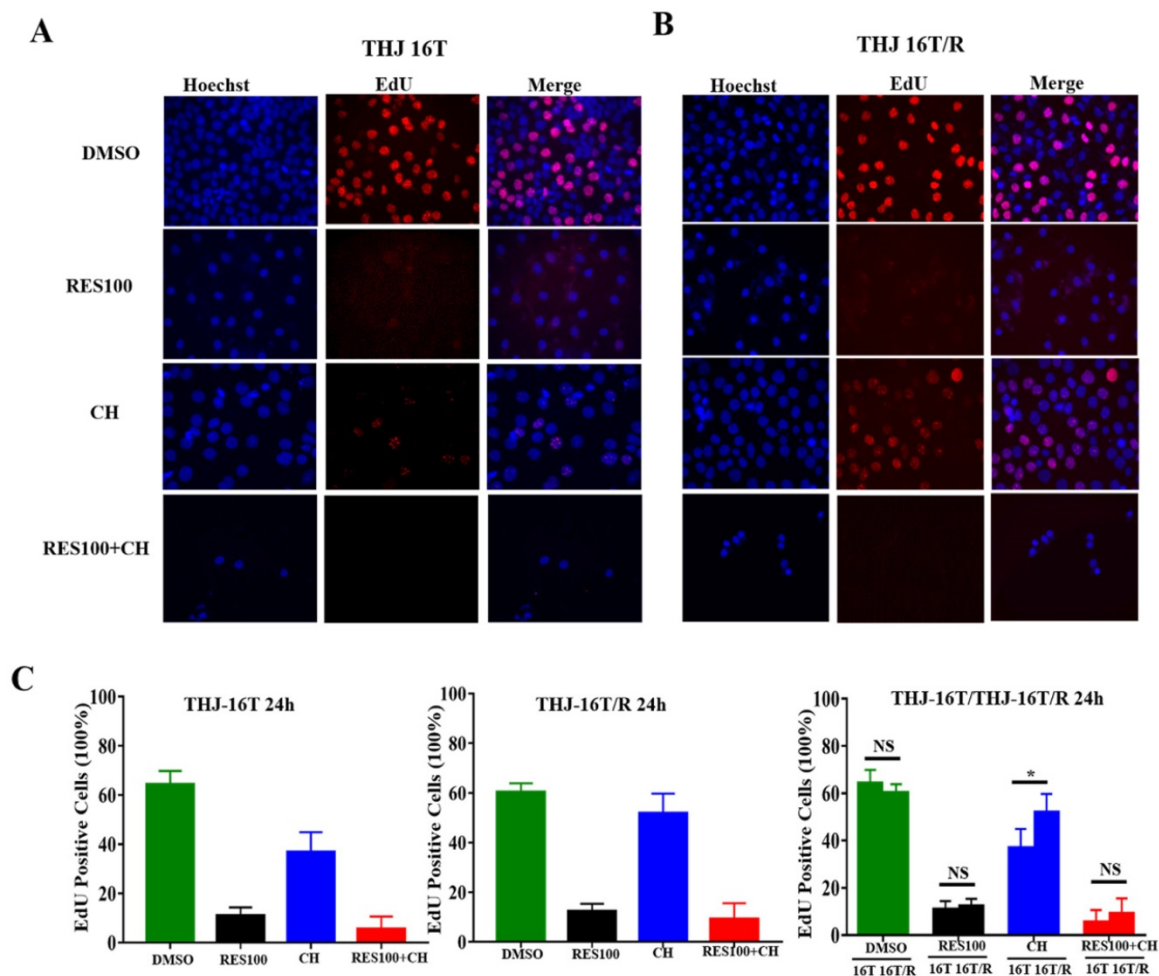 A
B
THJ 16T
THJ 16T/R
Hoechst EdU Merge
Hoechst EdU Merge
DMSO
RES100
CH
RES100+CH
C
THJ-16T 24h
EdU Positive Cells (100%)
100
80
60
40
20
0
DMSO RES100 CH RES100+CH
THJ-16T/R 24h
EdU Positive Cells (100%)
100
80
60
40
20
0
DMSO RES100 CH RES100+CH
THJ-16T/THJ-16T/R 24h
EdU Positive Cells (100%)
100
80
60
40
20
0
NS
NS
*
NS
DMSO RES100 CH RES100+CH
16T 16T/R 16T 16T/R 16T 16T/R 16T 16T/R